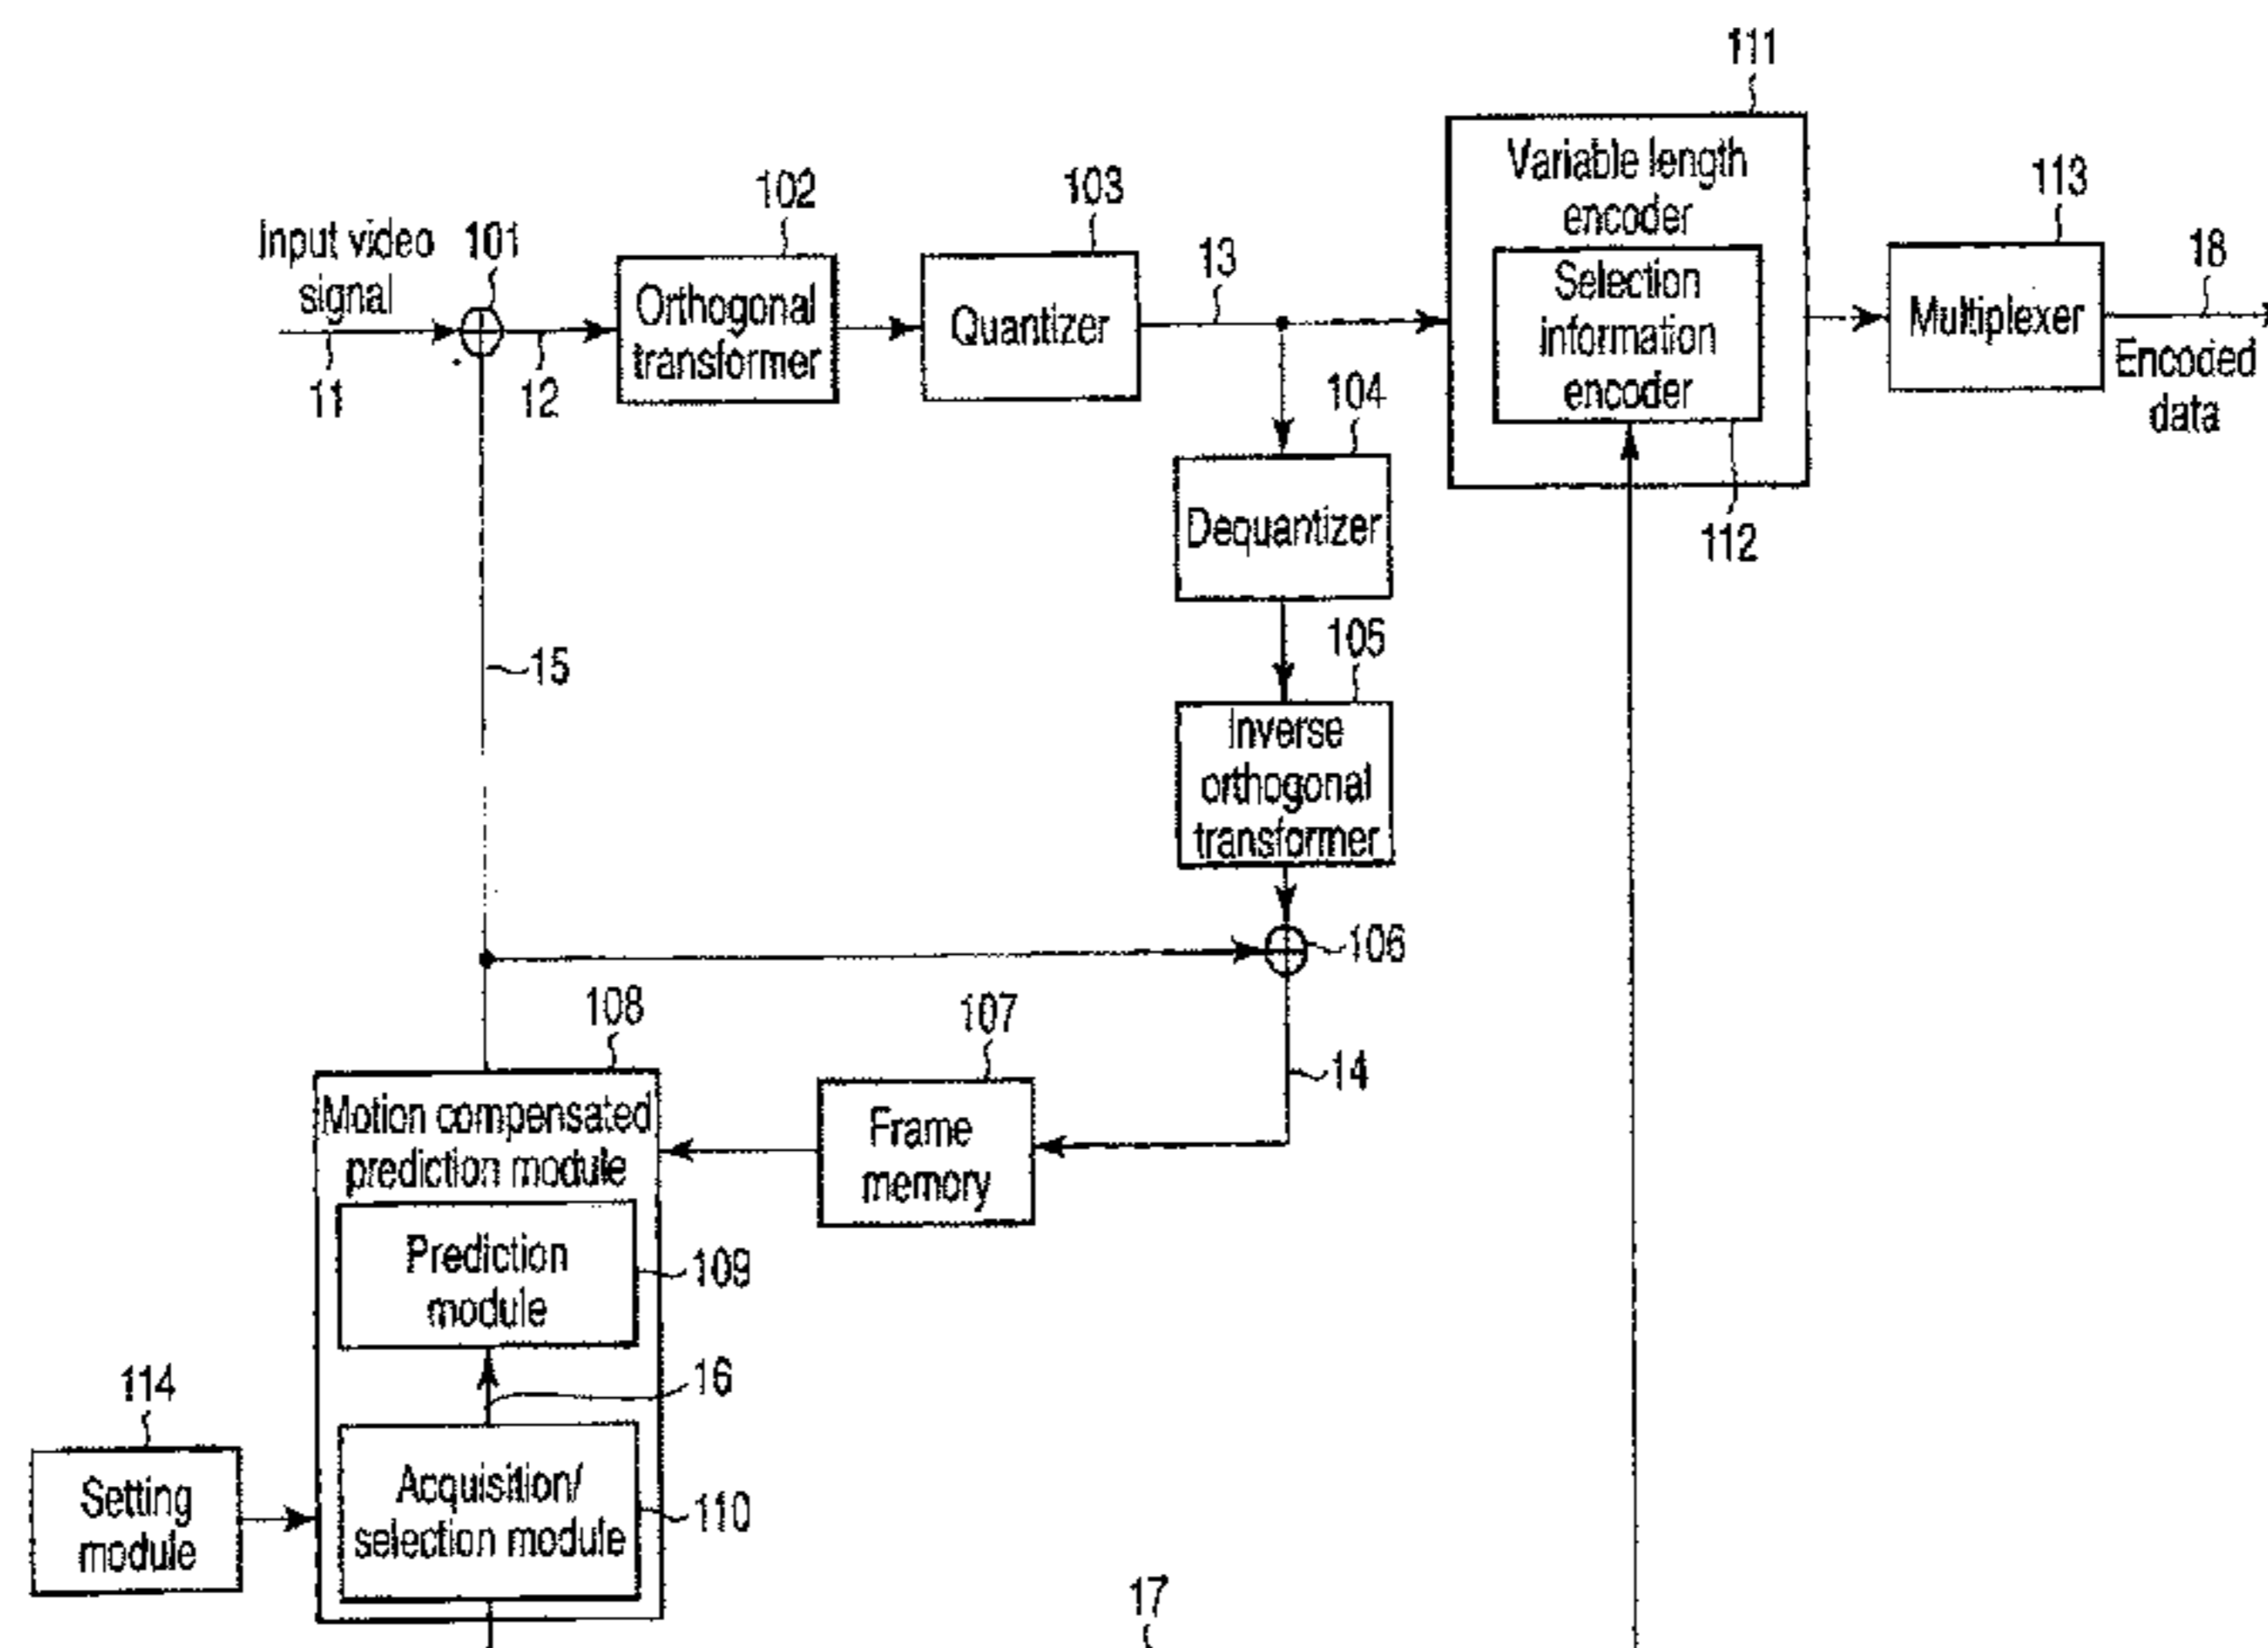 111
Variable length
encoder
Selection
information
encoder
112
113
Multiplexer
18
Encoded
data
102
Orthogonal
transformer
103
Quantizer
13
Input video
signal
101
11
12
104
Dequantizer
105
Inverse
orthogonal
transformer
106
15
14
107
Frame
memory
108
Motion compensated
prediction module
Prediction
module
109
16
114
Setting
module
Acquisition/
selection module
110
17